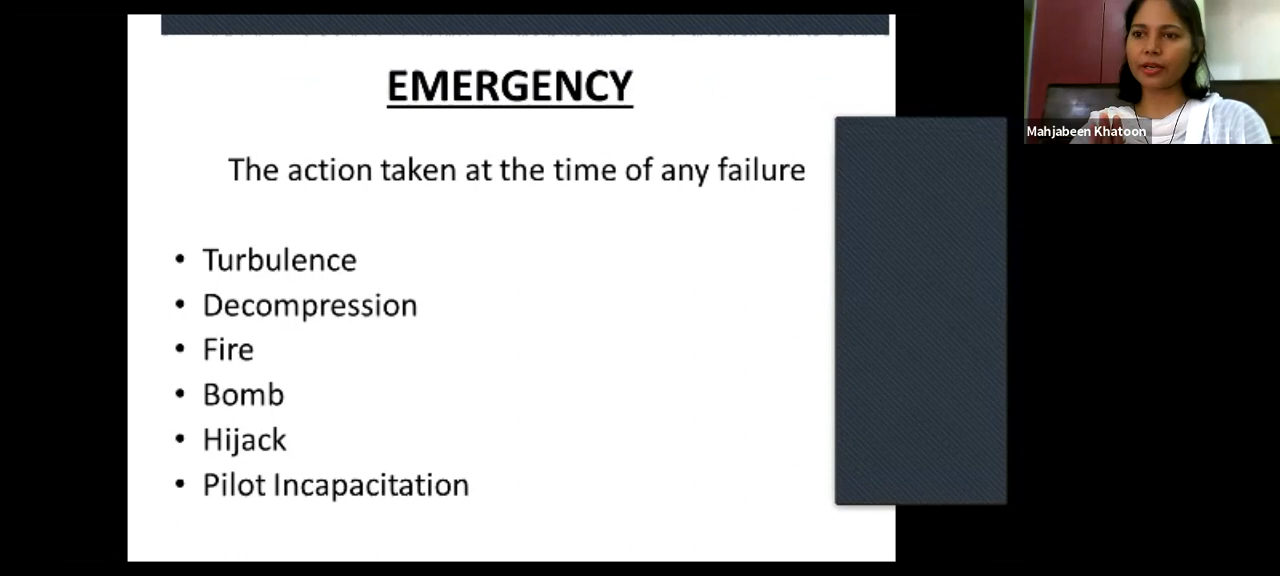 EMERGENCY
The action taken at the time of any failure
• Turbulence
• Decompression
• Fire
• Bomb
• Hijack
• Pilot Incapacitation
Mahjabeen Khatoon